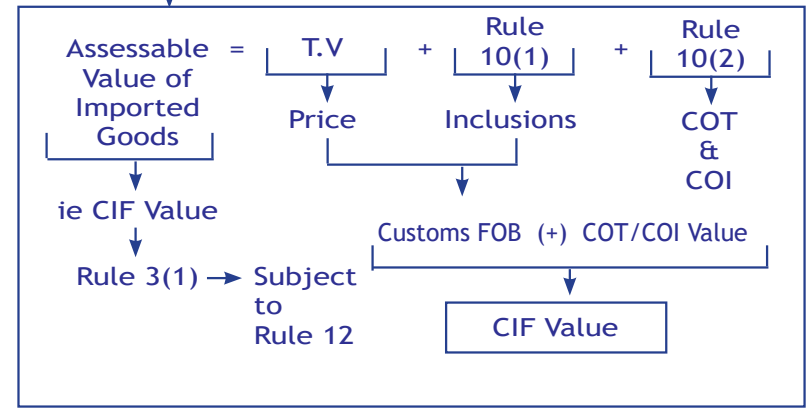 Assessable Value of Imported Goods = T.V + Rule 10(1) + Rule 10(2)
Price
Inclusions
COT
&
COI
ie CIF Value
Customs FOB (+) COT/COI Value
Rule 3(1)
Subject
to
Rule 12
CIF Value